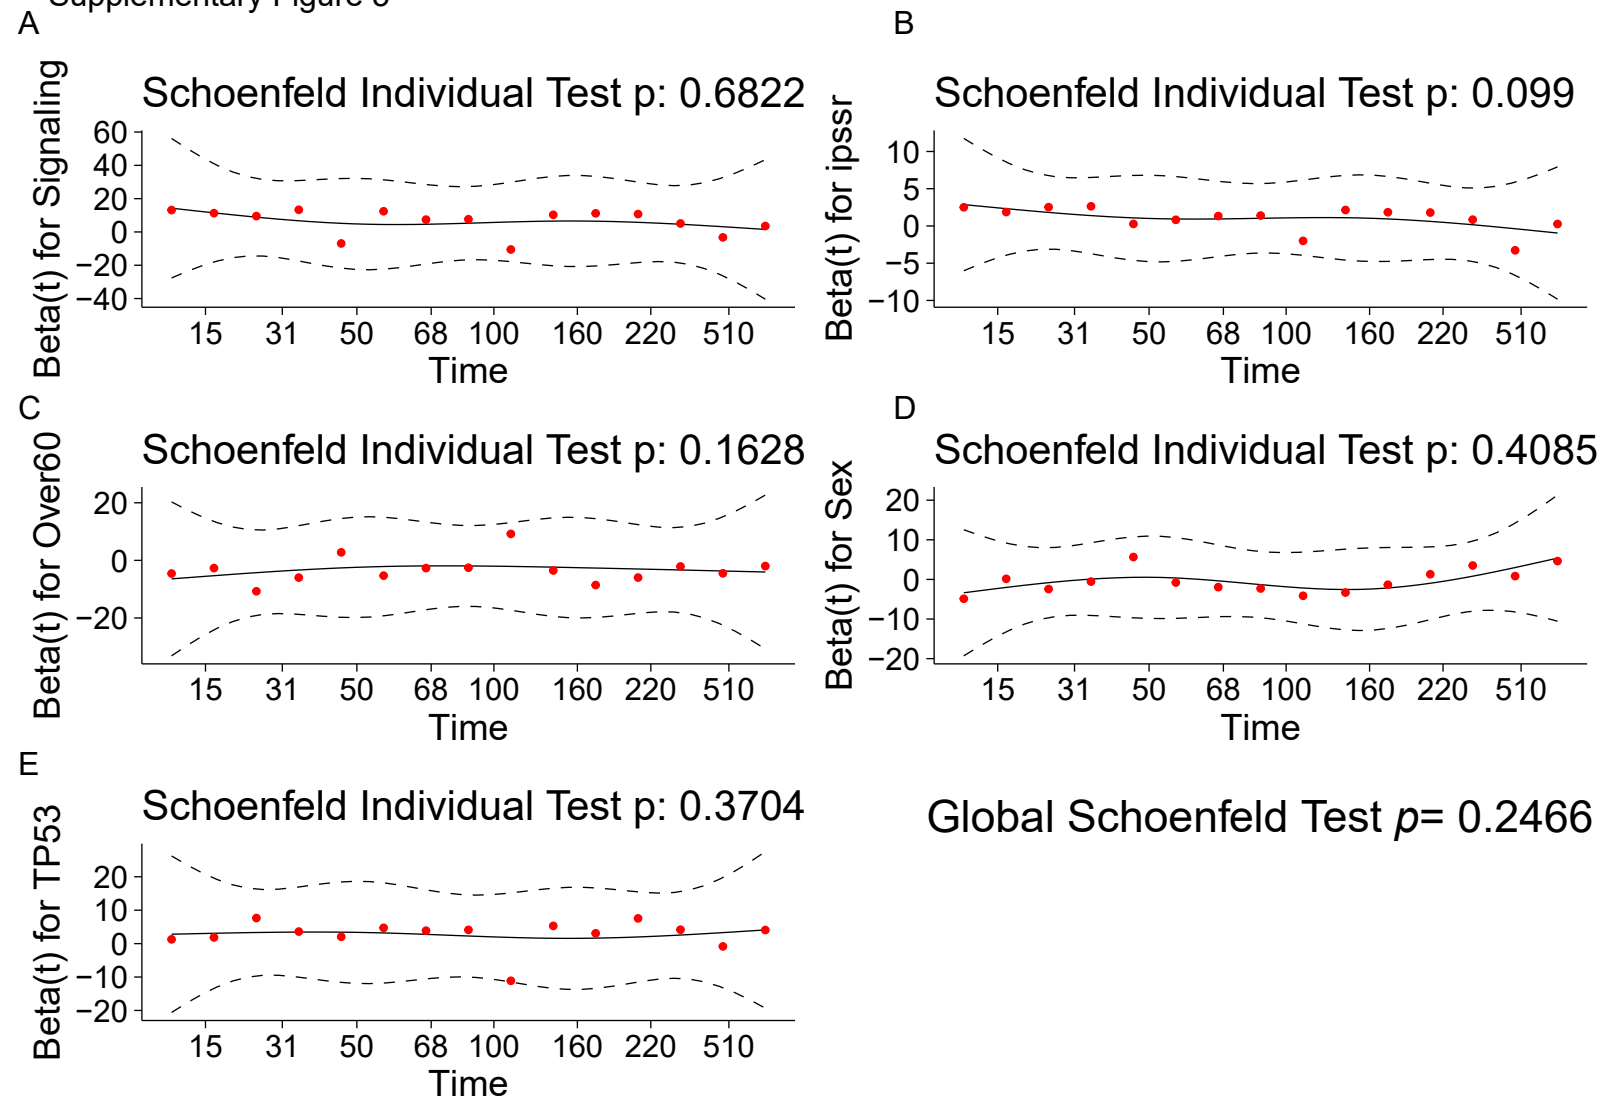 Supplementary Figure
A
B
Schoenfeld Individual Test p: 0.6822
Beta(t) for Signaling
60
40
20
0
−20
−40
15 31 50 68 100 160 220 510
Time
Schoenfeld Individual Test p: 0.099
Beta(t) for ipssr
10
5
0
−5
−10
15 31 50 68 100 160 220 510
Time
C
D
Schoenfeld Individual Test p: 0.1628
Beta(t) for Over60
20
0
−20
15 31 50 68 100 160 220 510
Time
Schoenfeld Individual Test p: 0.4085
Beta(t) for Sex
20
10
0
−10
−20
15 31 50 68 100 160 220 510
Time
E
Schoenfeld Individual Test p: 0.3704
Beta(t) for TP53
20
10
0
−10
−20
15 31 50 68 100 160 220 510
Time
Global Schoenfeld Test p= 0.2466